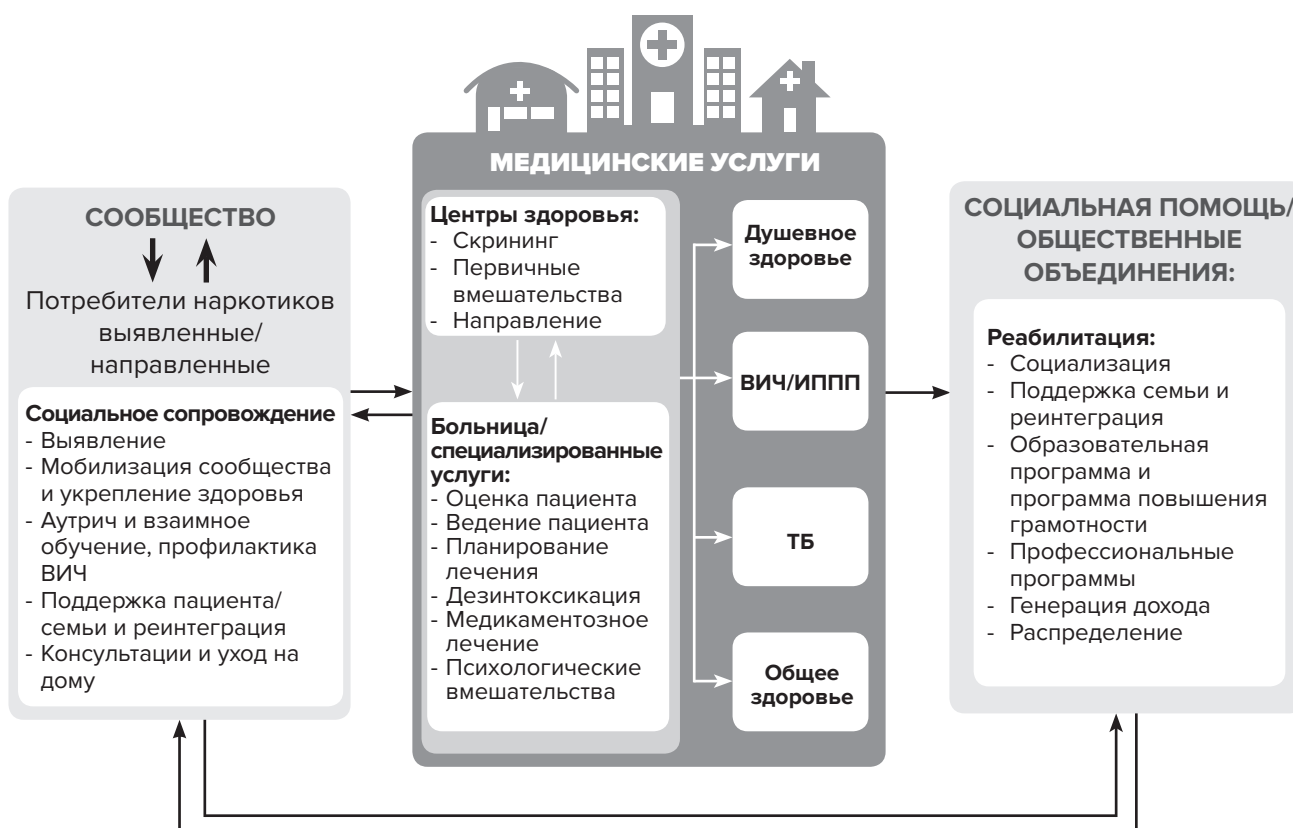 МЕДИЦИНСКИЕ УСЛУГИ
СООБЩЕСТВО
Потребители наркотиков
выявленные/
направленные
Социальное сопровождение
- Выявление
- Мобилизация сообщества
и укрепление здоровья
- Аутрич и взаимное
обучение, профилактика
ВИЧ
- Поддержка пациента/
семьи и реинтеграция
- Консультации и уход на
дому
Центры здоровья:
- Скрининг
- Первичные
вмешательства
- Направление
Больница/
специализированные
услуги:
- Оценка пациента
- Ведение пациента
- Планирование
лечения
- Дезинтоксикация
- Медикаментозное
лечение
- Психологические
вмешательства
Душевное
здоровье
ВИЧ/ИППП
ТБ
Общее
здоровье
СОЦИАЛЬНАЯ ПОМОЩЬ/
ОБЩЕСТВЕННЫЕ
ОБЪЕДИНЕНИЯ:
Реабилитация:
- Социализация
- Поддержка семьи и
реинтеграция
- Образовательная
программа и
программа повышения
грамотности
- Профессиональные
программы
- Генерация дохода
- Распределение